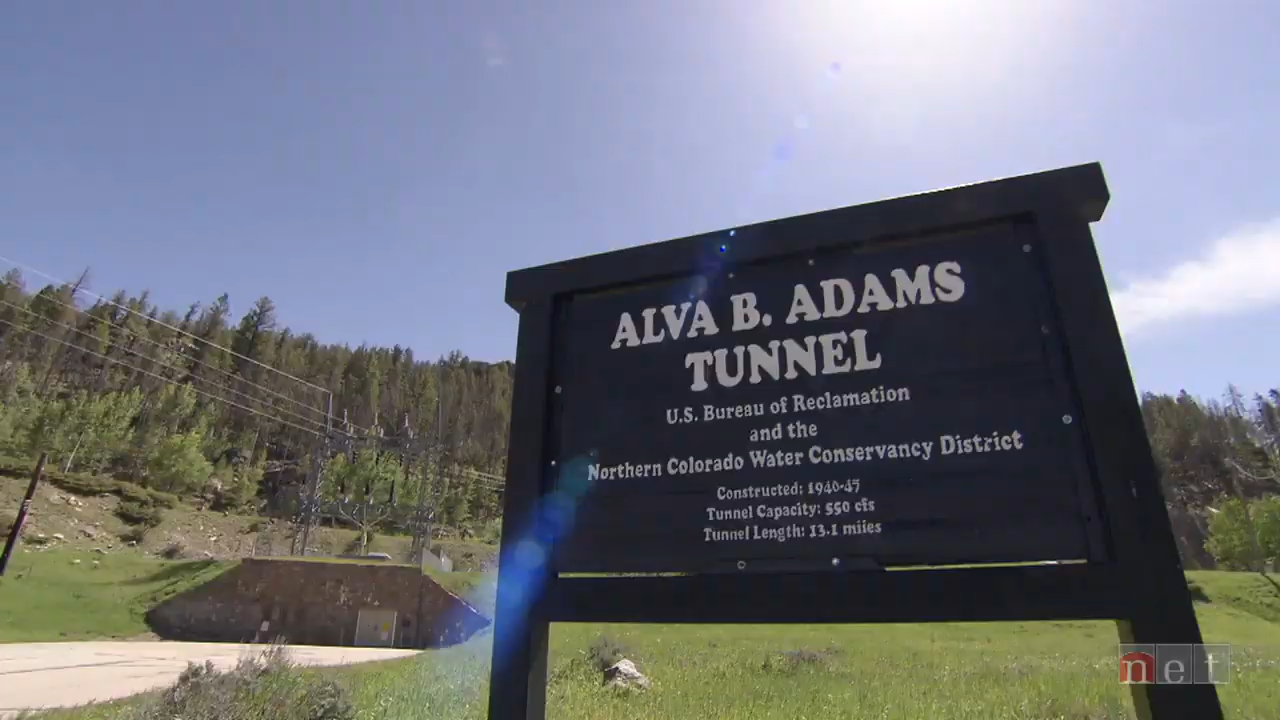 ALVA B. ADAMS
TUNNEL
U.S. Bureau of Reclamation
and the
Northern Colorado Water Conservancy District
Constructed: 1940-47
Tunnel Capacity: 550 cfs
Tunnel Length: 13.1 miles
net